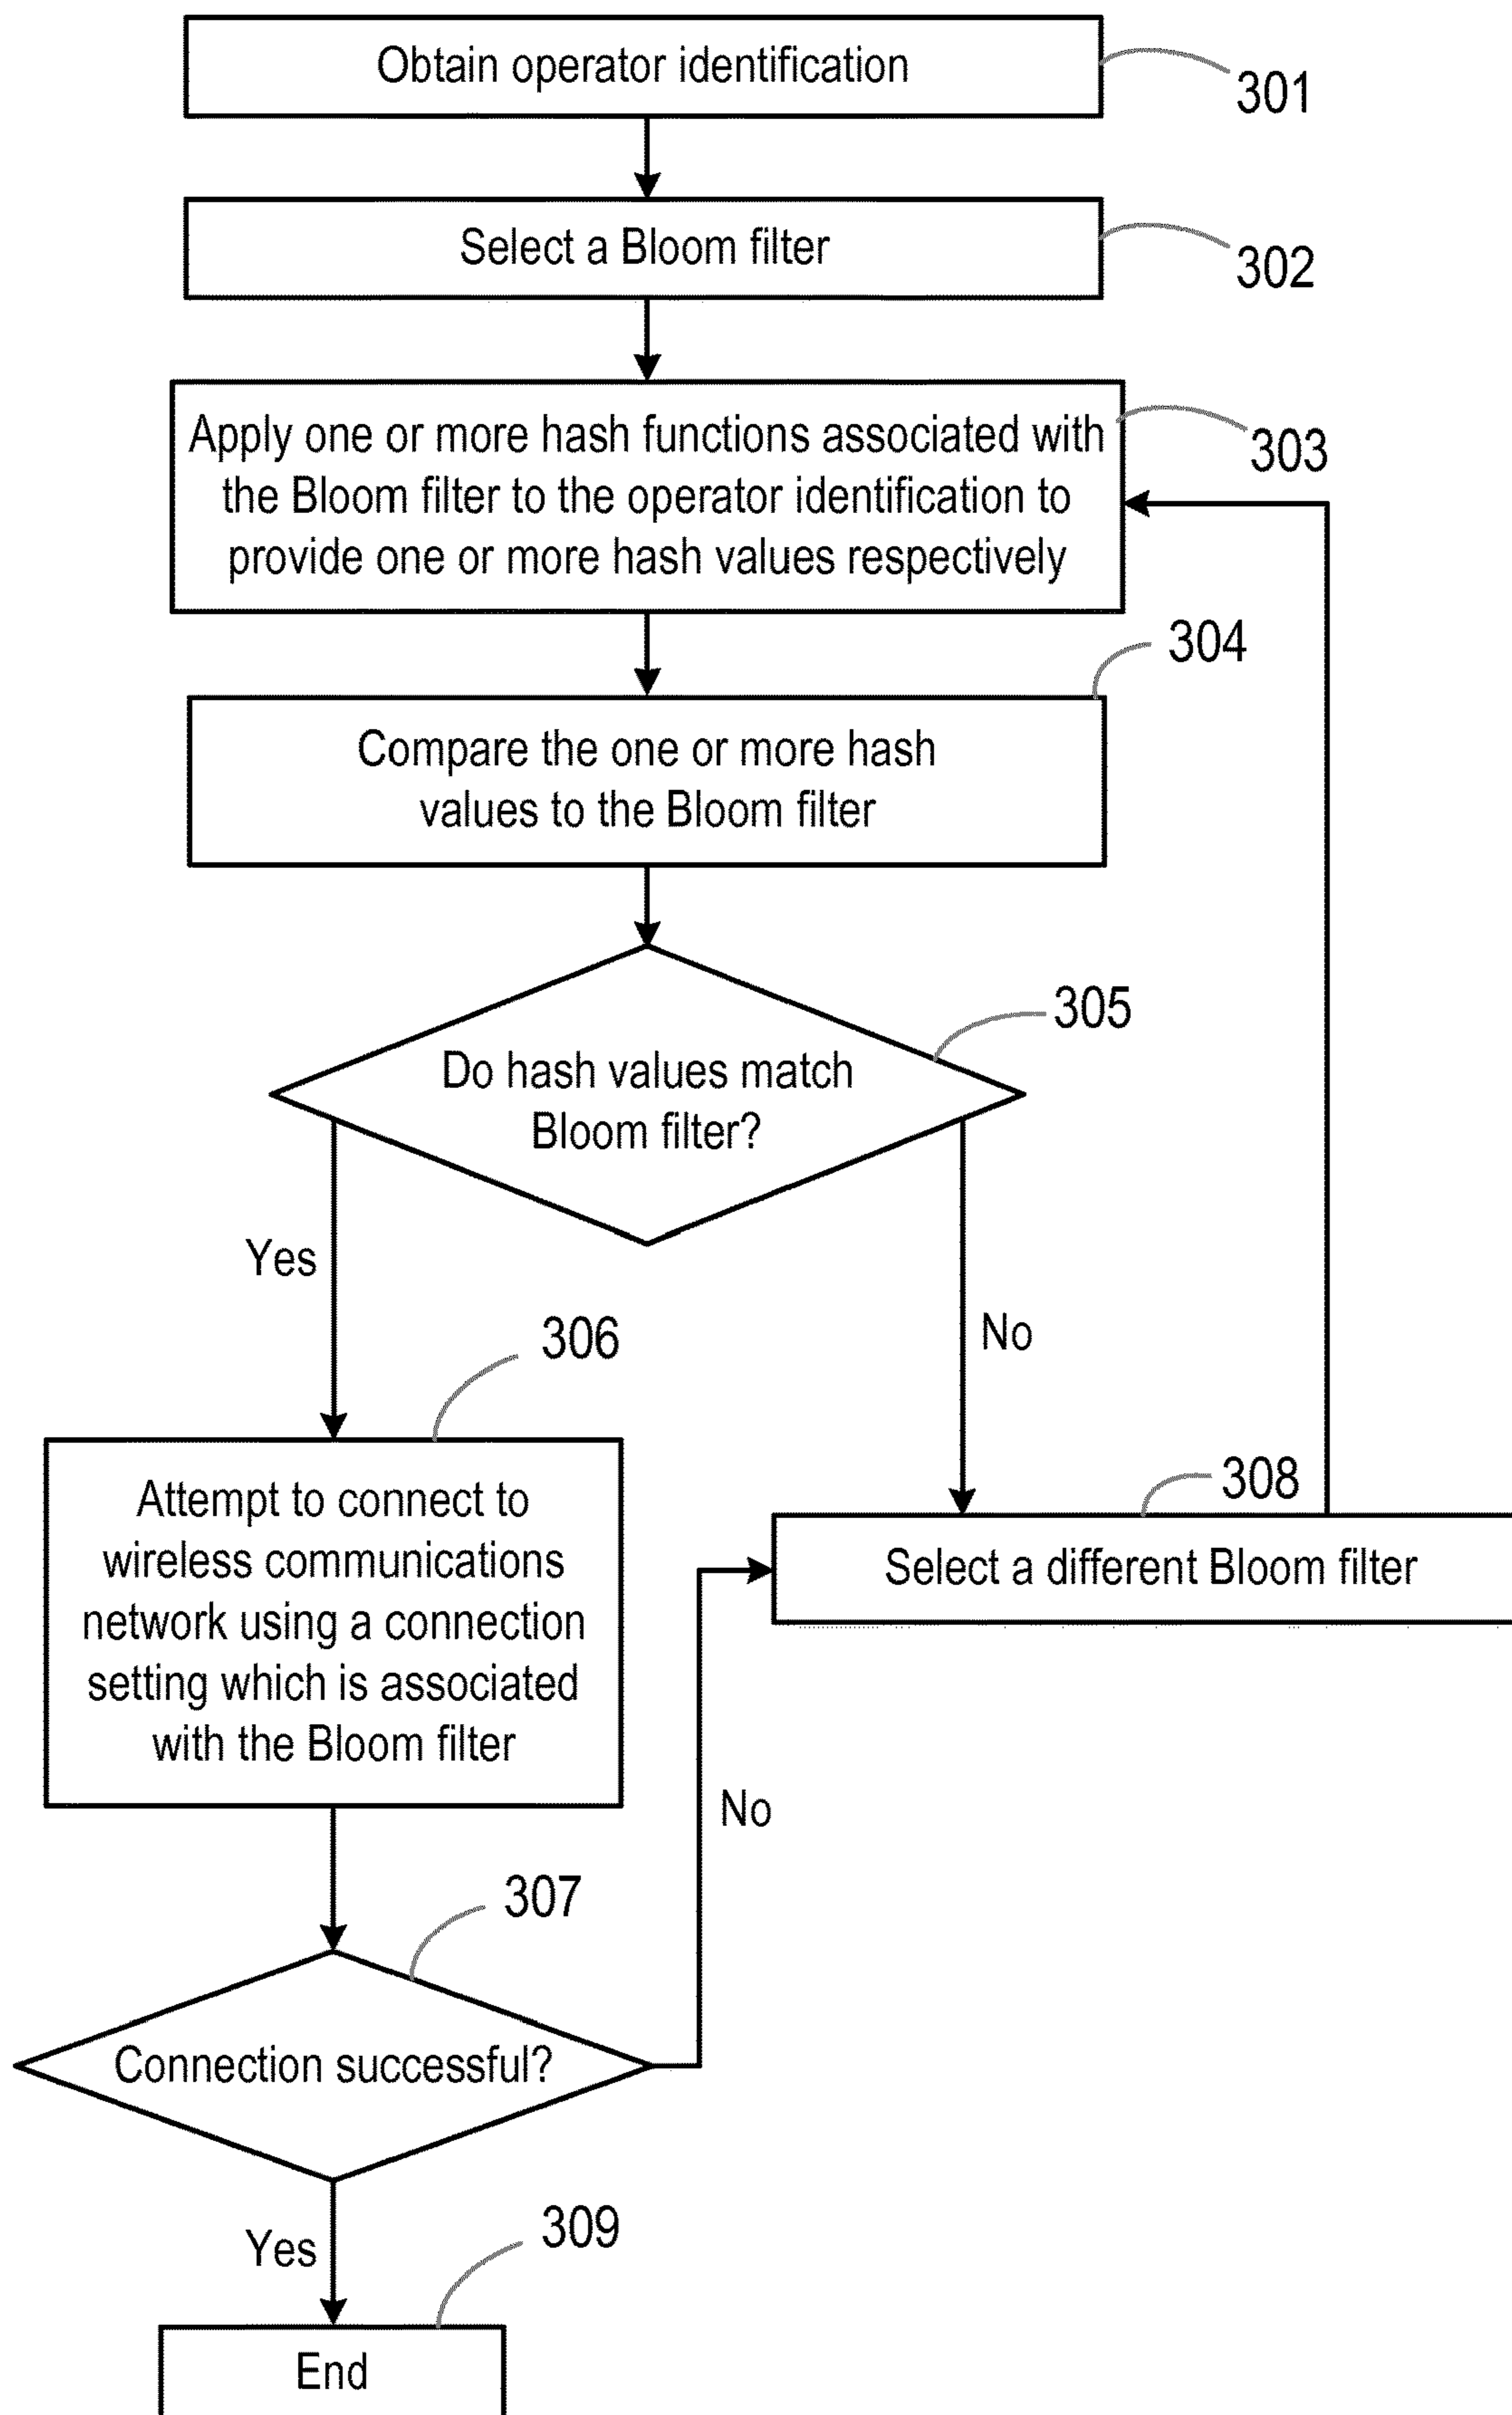 Obtain operator identification
301
Select a Bloom filter
302
Apply one or more hash functions associated with
the Bloom filter to the operator identification to
provide one or more hash values respectively
303
304
Compare the one or more hash
values to the Bloom filter
305
Do hash values match
Bloom filter?
Yes
No
306
Attempt to connect to
wireless communications
network using a connection
setting which is associated
with the Bloom filter
308
Select a different Bloom filter
No
307
Connection successful?
Yes
309
End